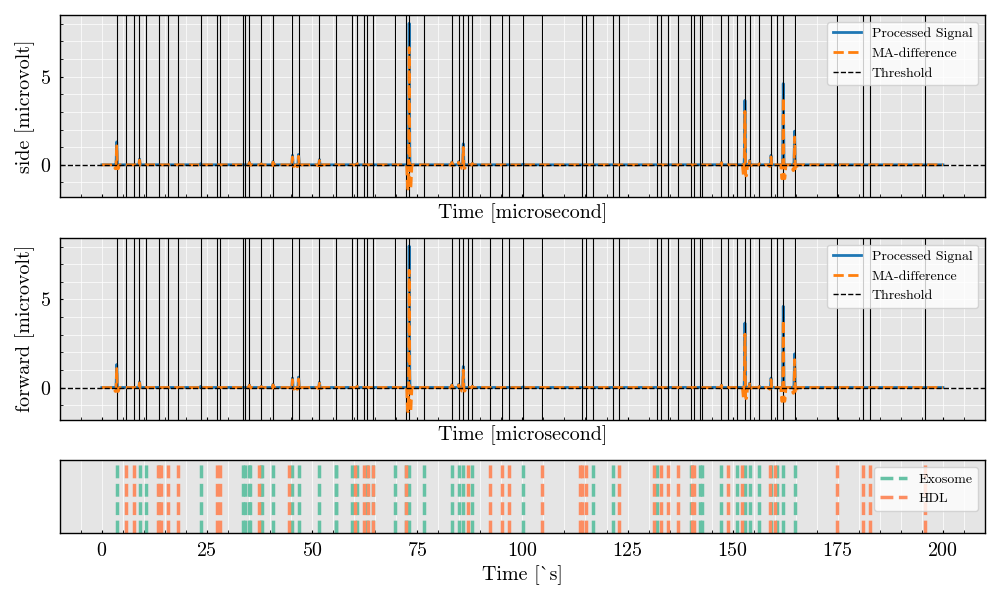 side [microvolt]
5
0
Processed Signal
MA-difference
Threshold
Time [microsecond]
forward [microvolt]
5
0
Processed Signal
MA-difference
Threshold
Time [microsecond]
Exosome
HDL
0 25 50 75 100 125 150 175 200
Time [`s]